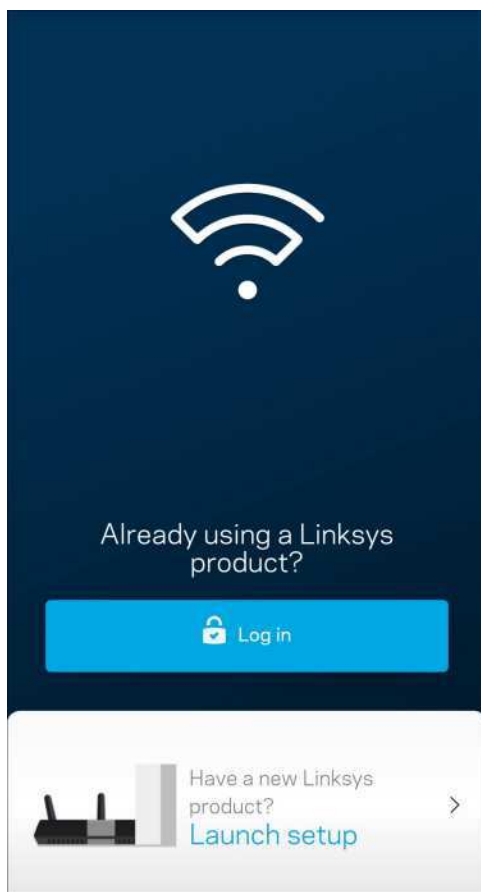 Already using a Linksys
product?
Log in
Have a new Linksys
product?
Launch setup